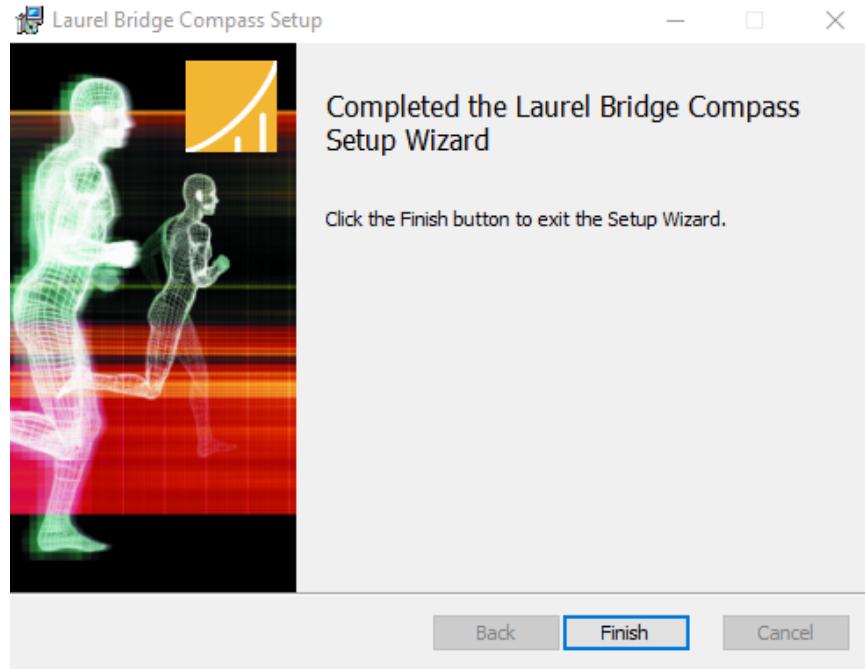 Laurel Bridge Compass Setup
Completed the Laurel Bridge Compass
Setup Wizard
Click the Finish button to exit the Setup Wizard.
Back
Finish
Cancel